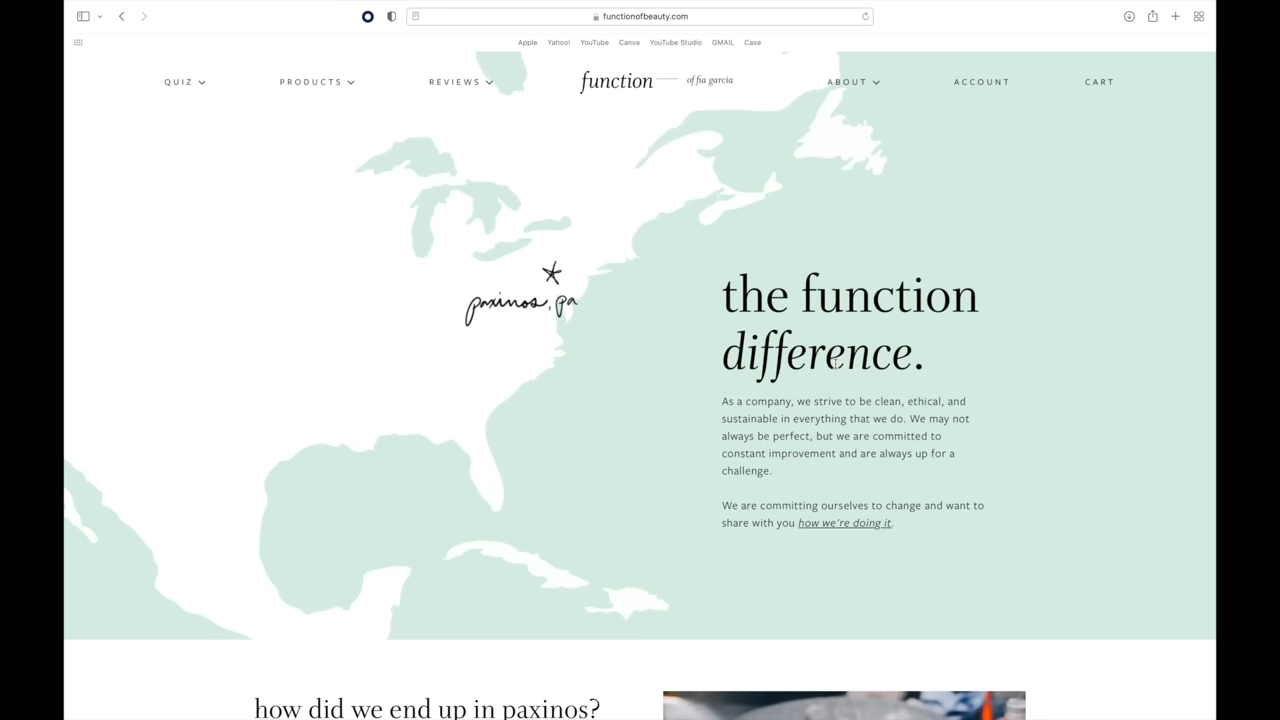 functionofbeauty.com
Apple Yahoo! YouTube Canva YouTube Studio GMAIL Case
QUIZ PRODUCTS REVIEWS function of fia garcia ABOUT ACCOUNT CART
paxinos, pa
the function
difference.
As a company, we strive to be clean, ethical, and
sustainable in everything that we do. We may not
always be perfect, but we are committed to
constant improvement and are always up for a
challenge.
We are committing ourselves to change and want to
share with you how we're doing it.
how did we end up in paxinos?